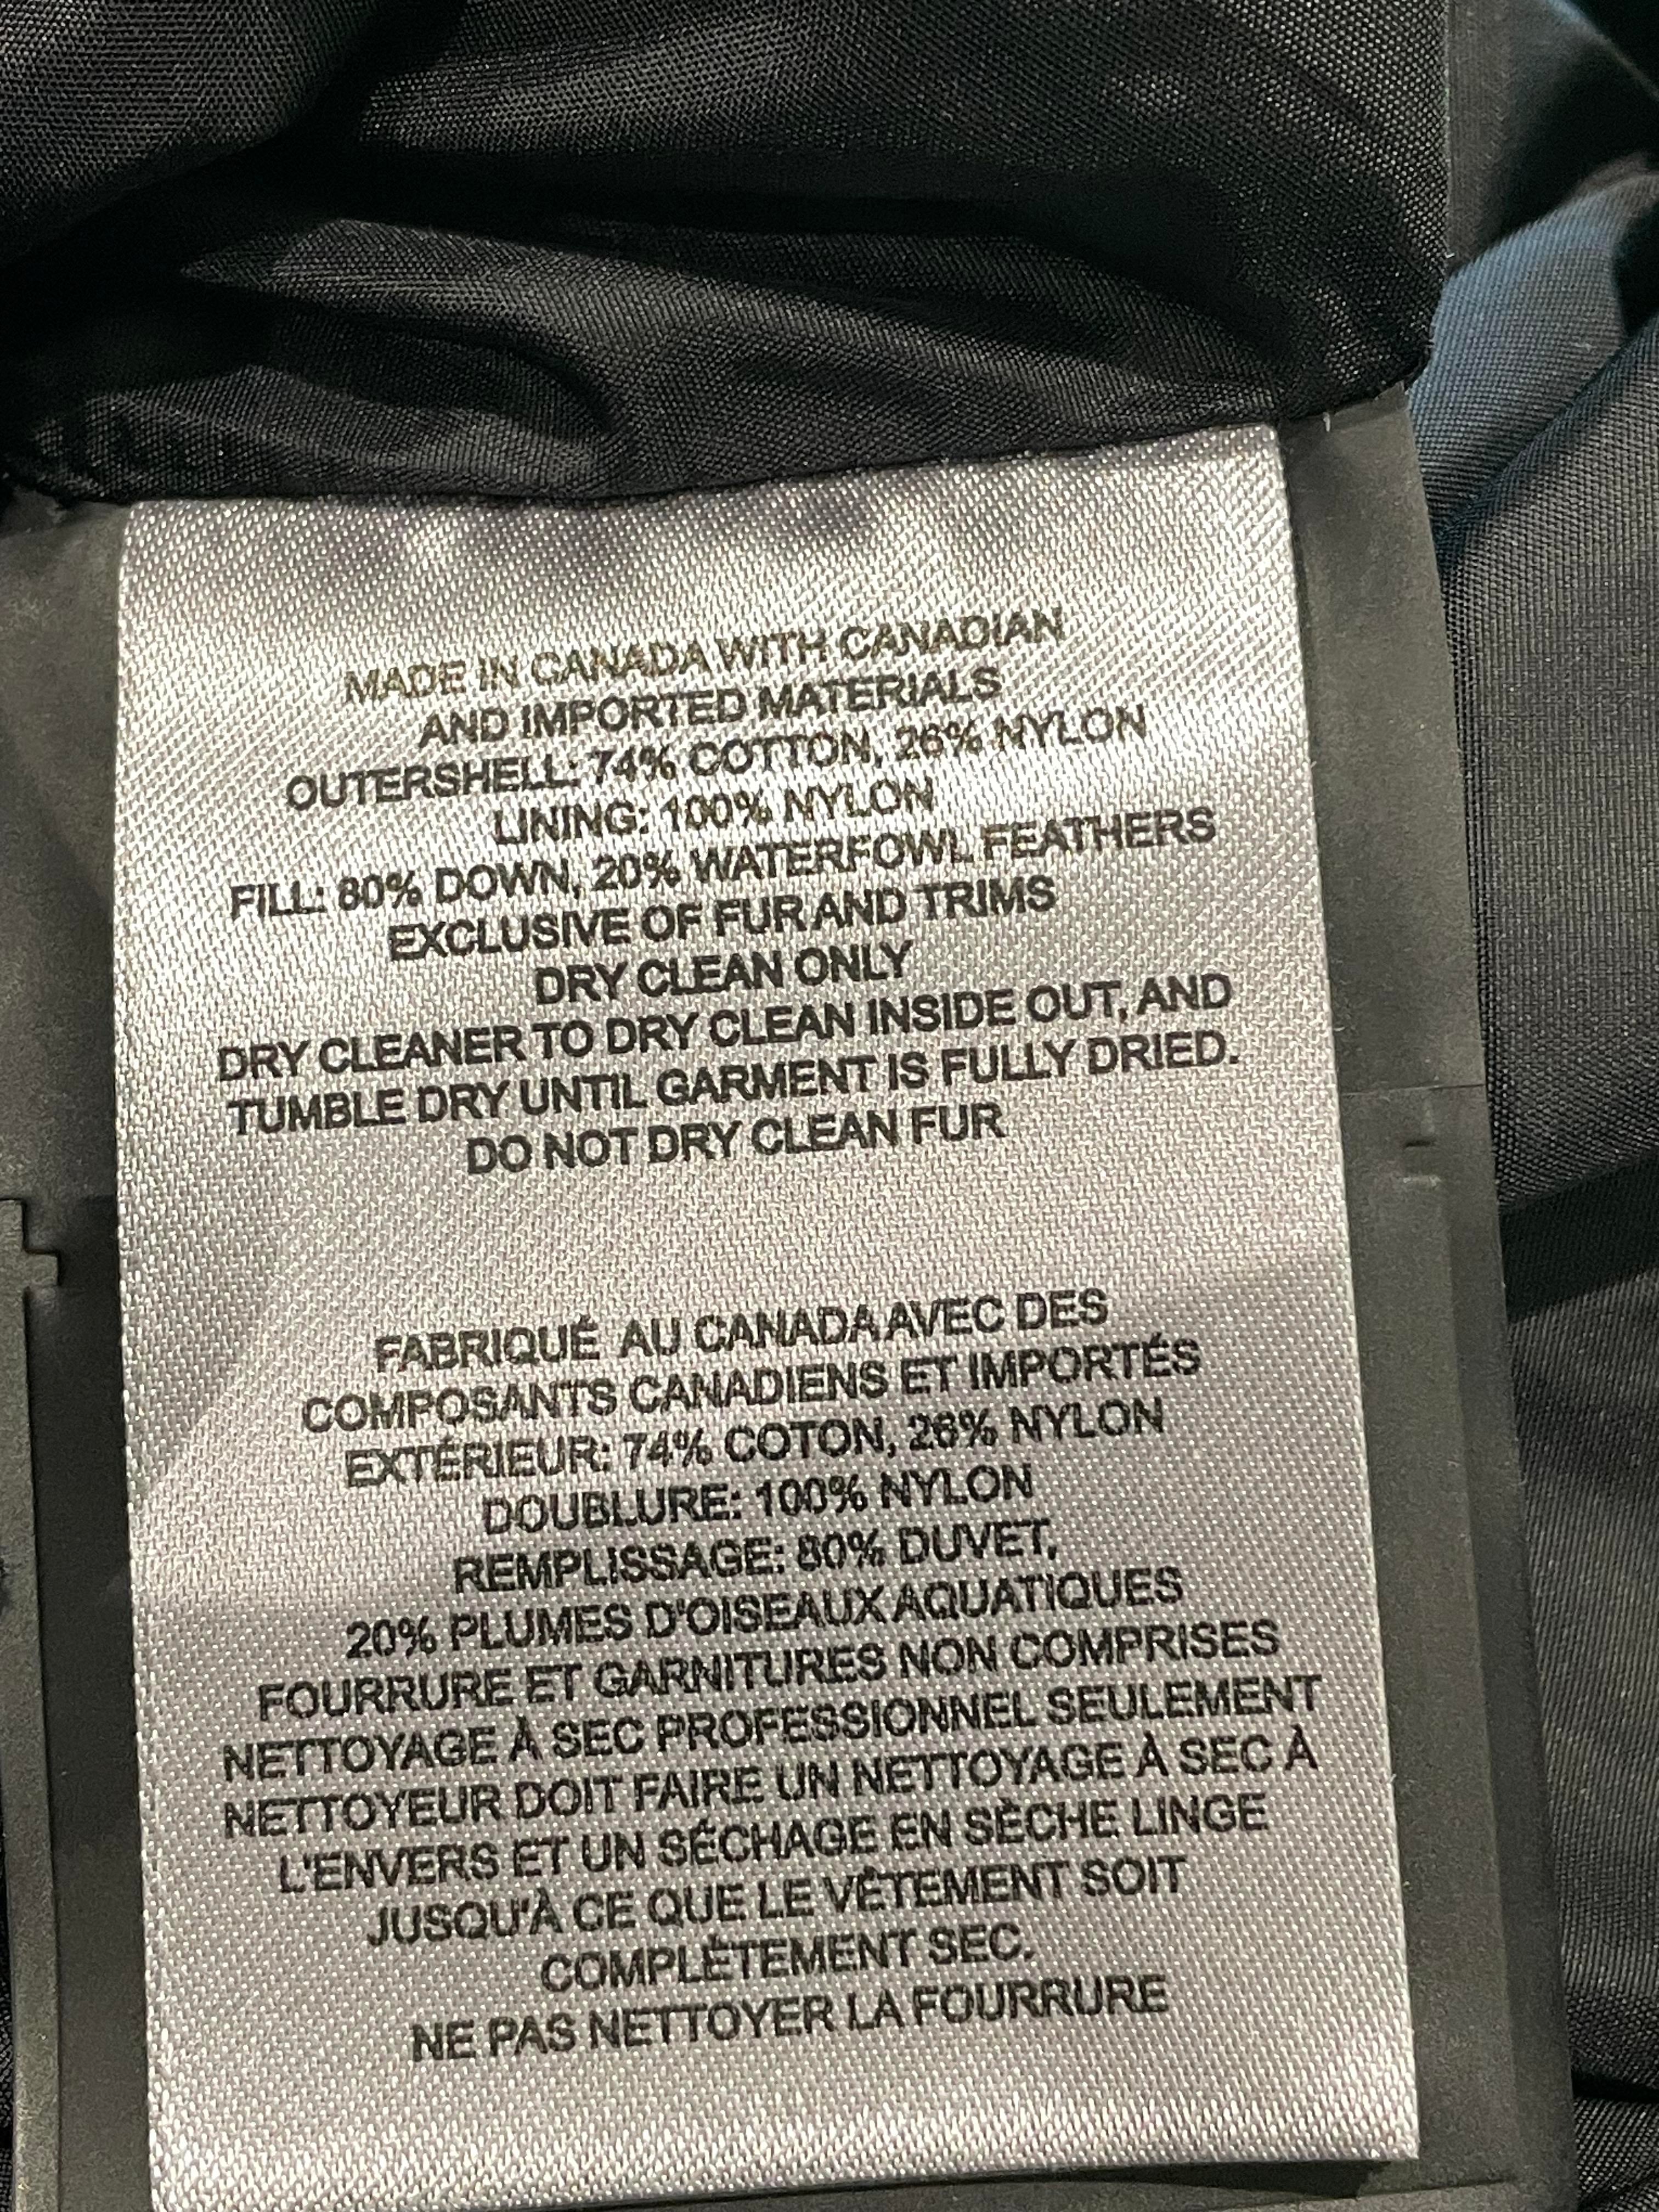 MADE IN CANADA WITH CANADIAN
AND IMPORTED MATERIALS
OUTERSHELL: 74% COTTON, 26% NYLON
LINING: 100% NYLON
FILL: 80% DOWN, 20% WATERFOWL FEATHERS
EXCLUSIVE OF FUR AND TRIMS
DRY CLEAN ONLY
DRY CLEANER TO DRY CLEAN INSIDE OUT, AND
TUMBLE DRY UNTIL GARMENT IS FULLY DRIED.
DO NOT DRY CLEAN FUR
FABRIQUÉ AU CANADA AVEC DES
COMPOSANTS CANADIENS ET IMPORTÉS
EXTÉRIEUR: 74% COTON, 26% NYLON
DOUBLURE: 100% NYLON
REMPLISSAGE: 80% DUVET,
20% PLUMES D'OISEAUX AQUATIQUES
FOURRURE ET GARNITURES NON COMPRISES
NETTOYAGE À SEC PROFESSIONNEL SEULEMENT
NETTOYEUR DOIT FAIRE UN NETTOYAGE À SEC À
L'ENVERS ET UN SÉCHAGE EN SÈCHE LINGE
JUSQU'À CE QUE LE VÊTEMENT SOIT
COMPLÈTEMENT SEC.
NE PAS NETTOYER LA FOURRURE